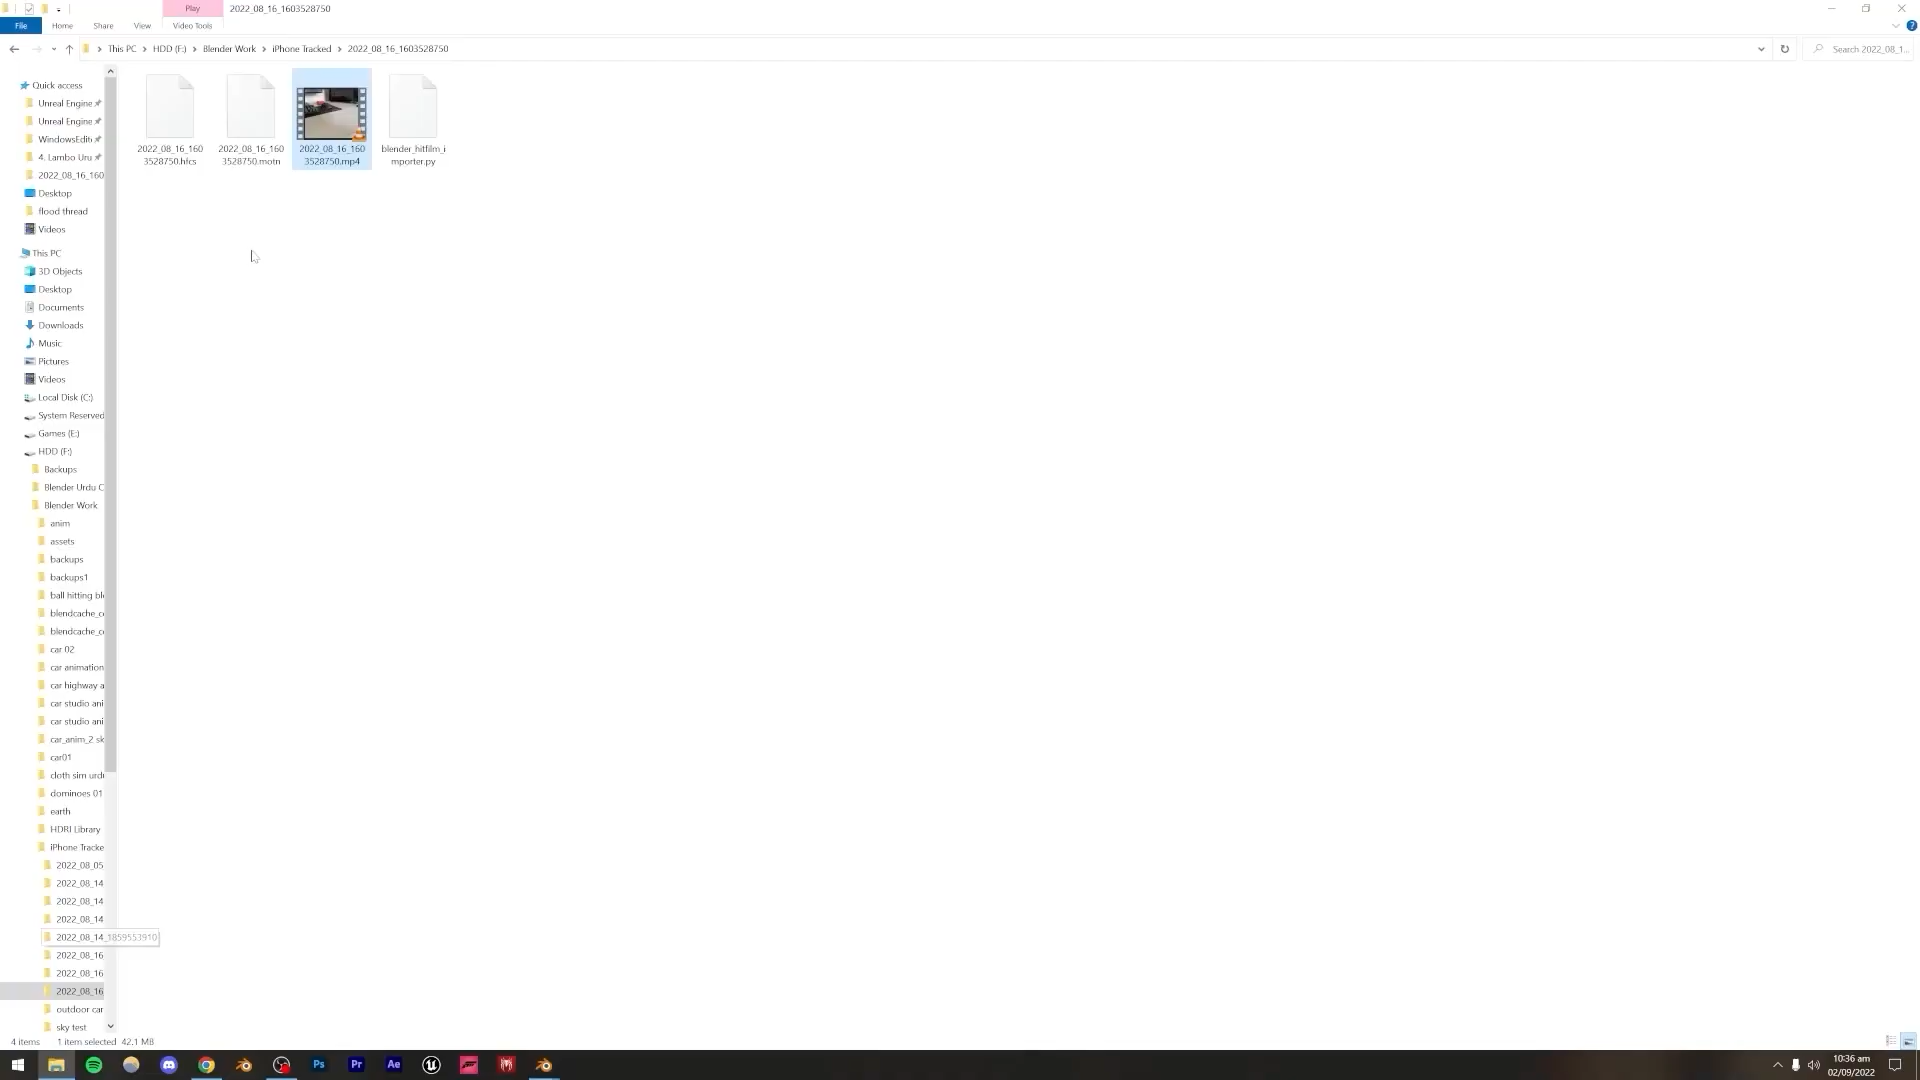 Play
2022_08_16_1603528750
File
Home
Share
View
Video Tools
This PC
HDD (F:)
Blender Work
iPhone Tracked
2022_08_16_1603528750
Search 2022_08_1...
Quick access
Unreal Engine
Unreal Engine
WindowsEdit
4. Lambo Uru
2022_08_16_160
Desktop
flood thread
Videos
This PC
3D Objects
Desktop
Documents
Downloads
Music
Pictures
Videos
Local Disk (C:)
System Reserved
Games (E:)
HDD (F:)
Backups
Blender Urdu C
Blender Work
anim
assets
backups
backups1
ball hitting ble
blendcache_c
blendcache_c
car 02
car animation
car highway a
car studio ani
car studio ani
car_anim_2 sk
car01
cloth sim urdu
dominoes 01
earth
HDRI Library
iPhone Tracke
2022_08_05
2022_08_14
2022_08_14
2022_08_14
2022_08_14_1859553910
2022_08_16
2022_08_16
2022_08_16
outdoor car
sky test
2022_08_16_160
3528750.hfcs
2022_08_16_160
3528750.motn
2022_08_16_160
3528750.mp4
blender_hitfilm_i
mporter.py
4 items
1 item selected 42.1 MB
Ps
Pr
Ae
10:36 am
02/09/2022